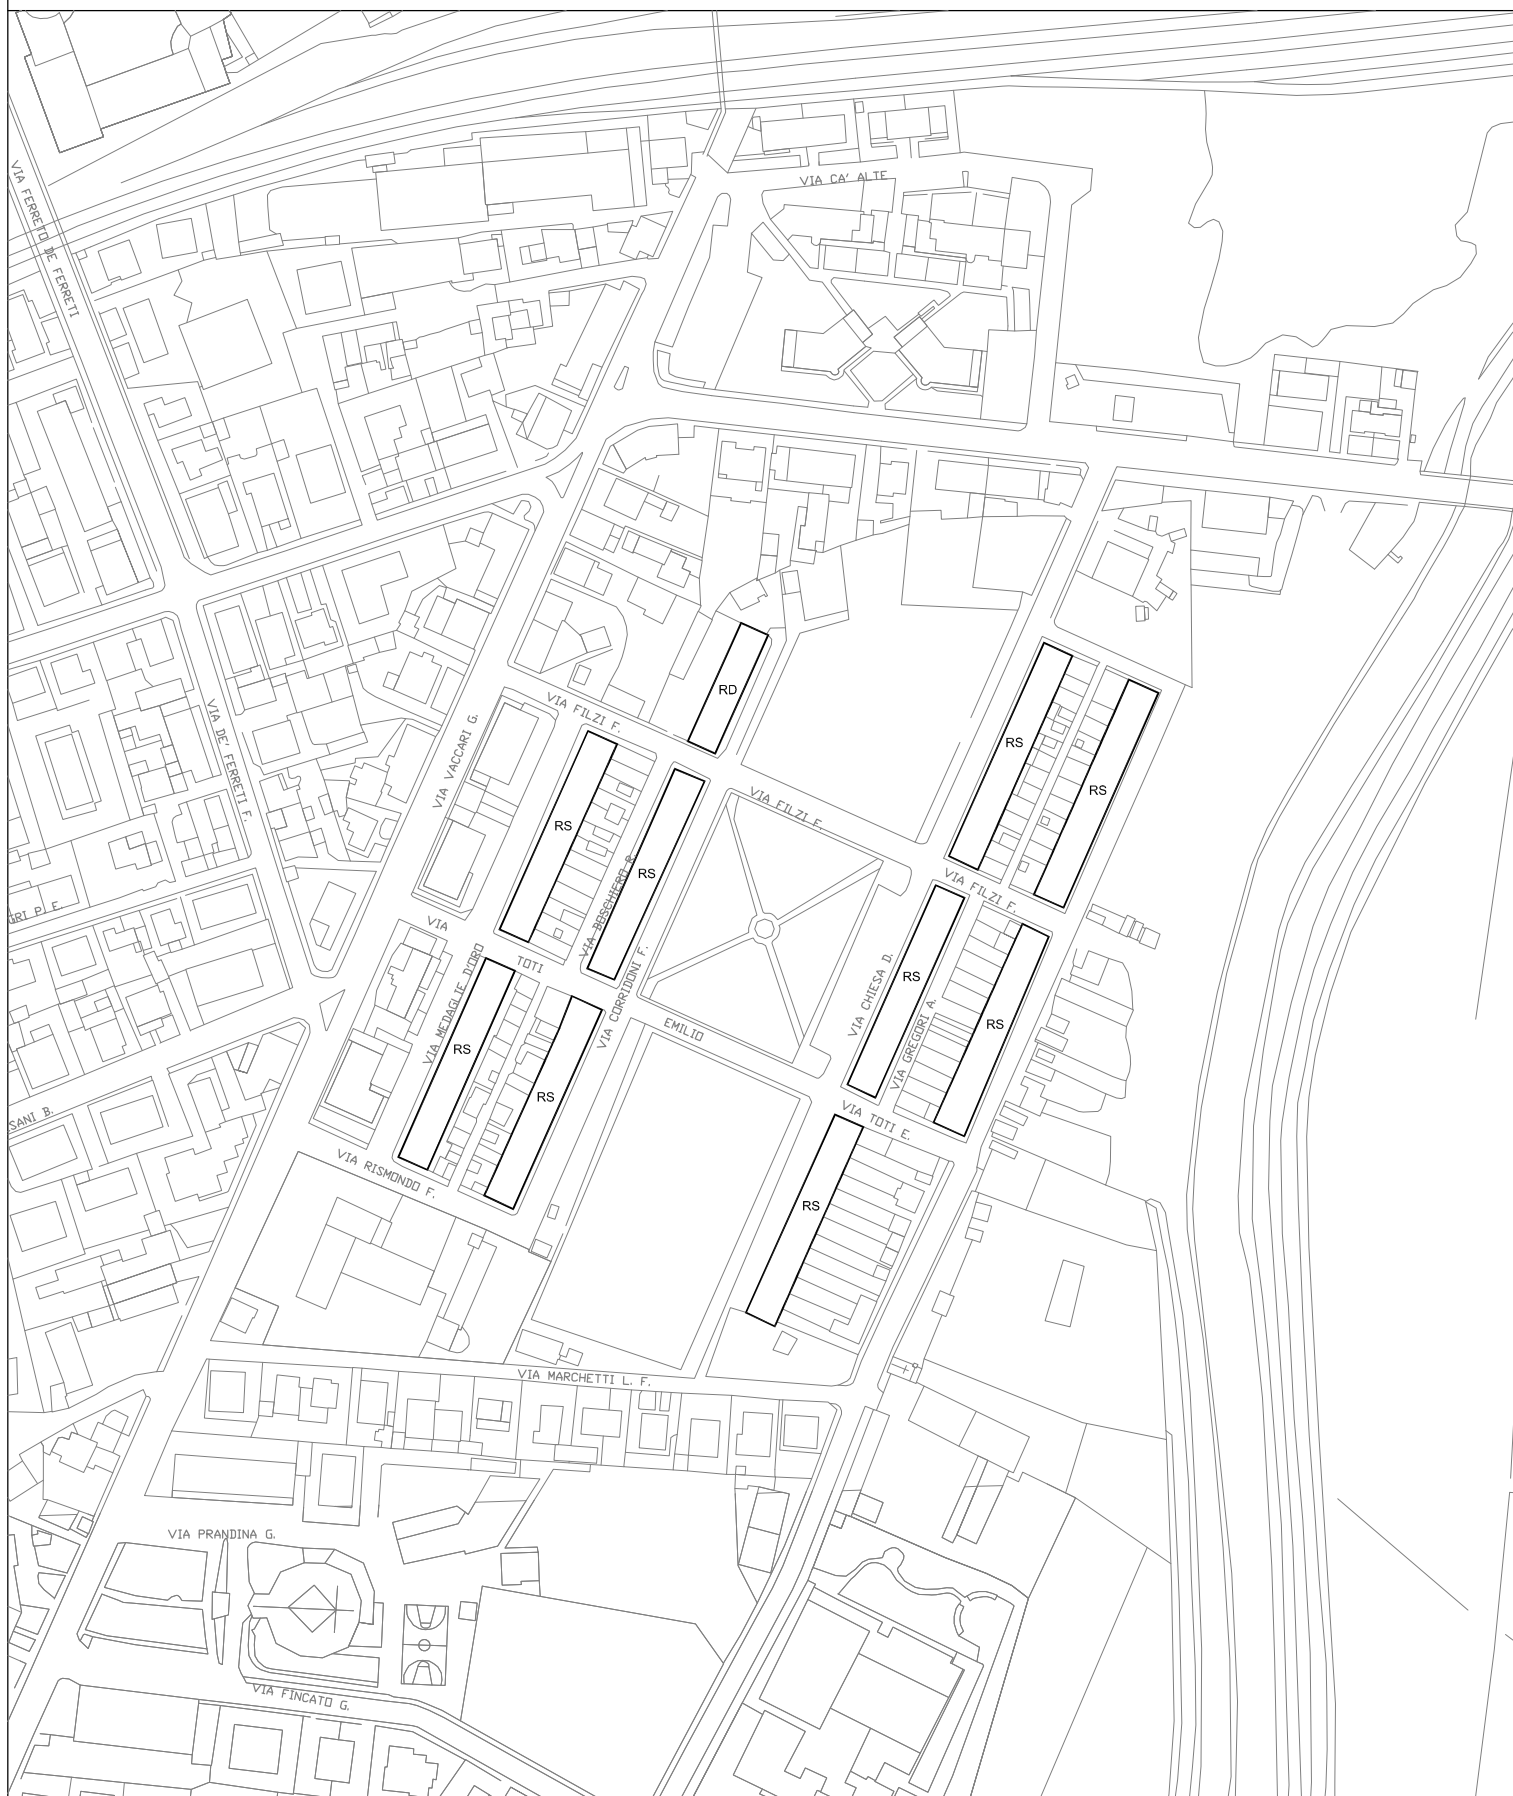 VIA FERRETO DE FERRETI
VIA CA' ALTE
RD
VIA FILZI F.
VIA VACCARI G.
VIA DE' FERRETI F.
RS
RS
RS
RS
VIA FILZI F.
RS
VIA BOSCHIERO R.
VIA FILZI F.
GRI P. E.
VIA
TOTI
EMILIO
VIA MEDAGLIE D'ORO
VIA CORRIDONI F.
VIA CHIESA D.
RS
RS
VIA GREGORI A.
RS
RS
SANI B.
VIA TOTI E.
VIA RISMONDO F.
RS
VIA MARCHETTI L. F.
VIA PRANDINA G.
VIA FINCATO G.